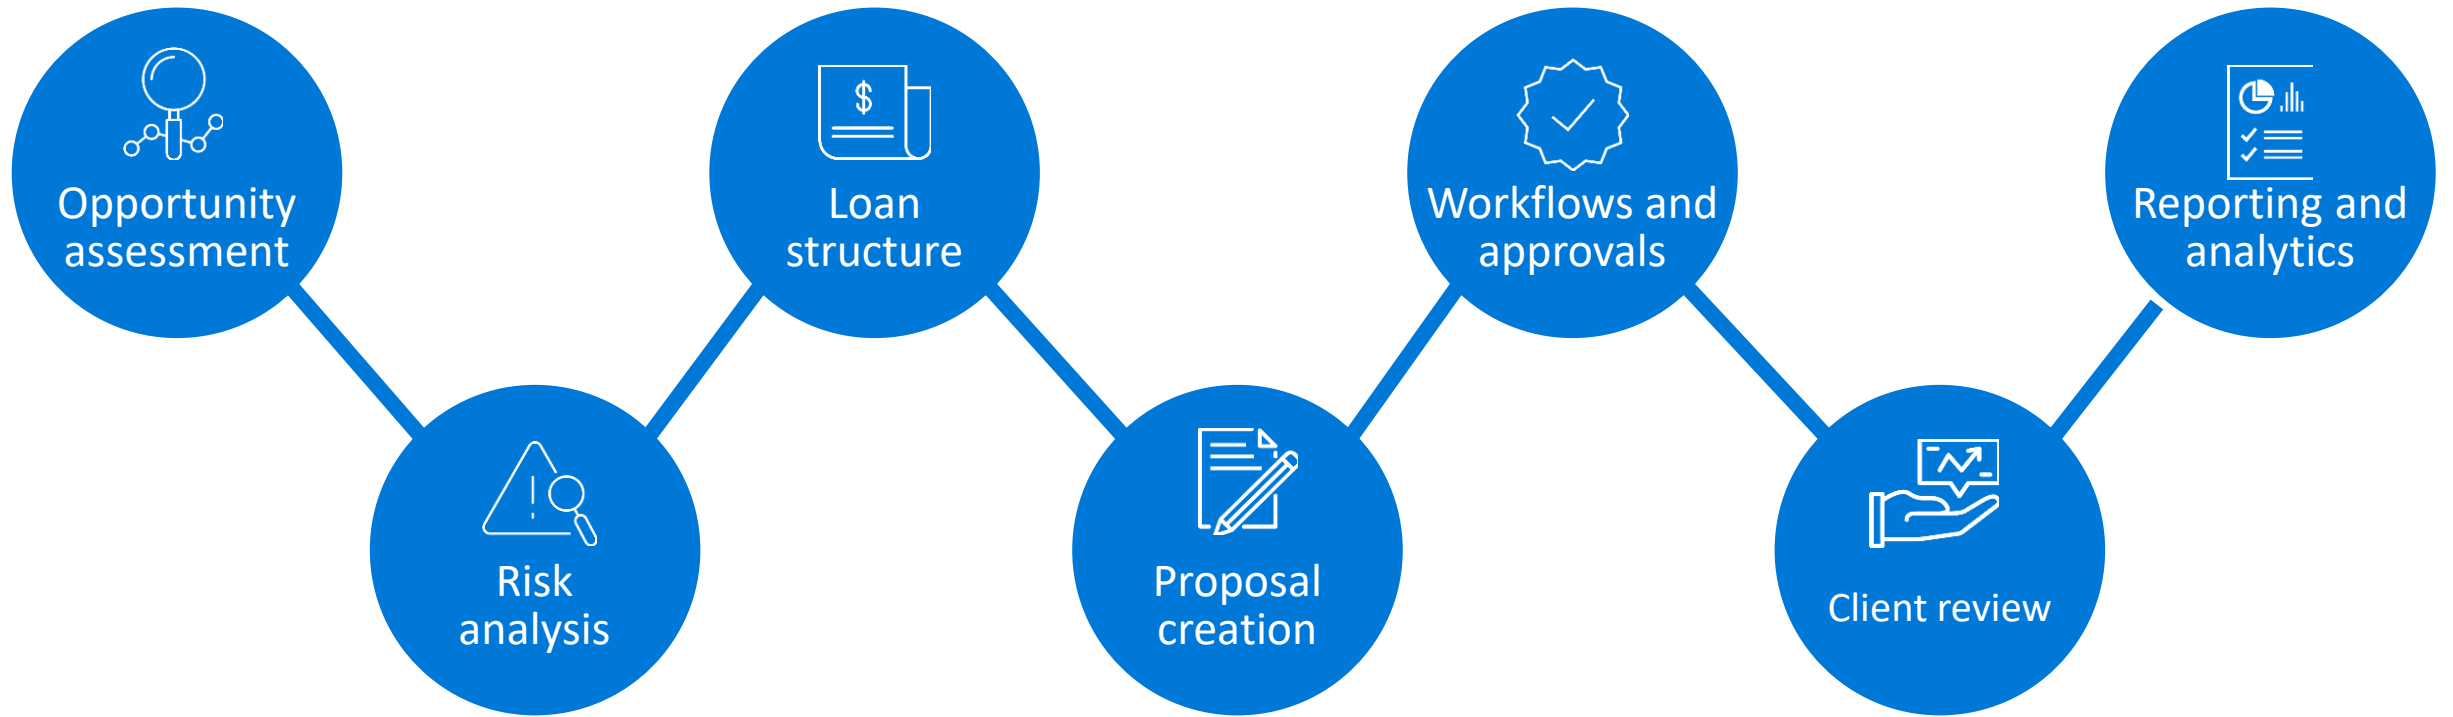 Opportunity
assessment
Risk
analysis
$
Loan
structure
Proposal
creation
Workflows and
approvals
Client review
Reporting and
analytics